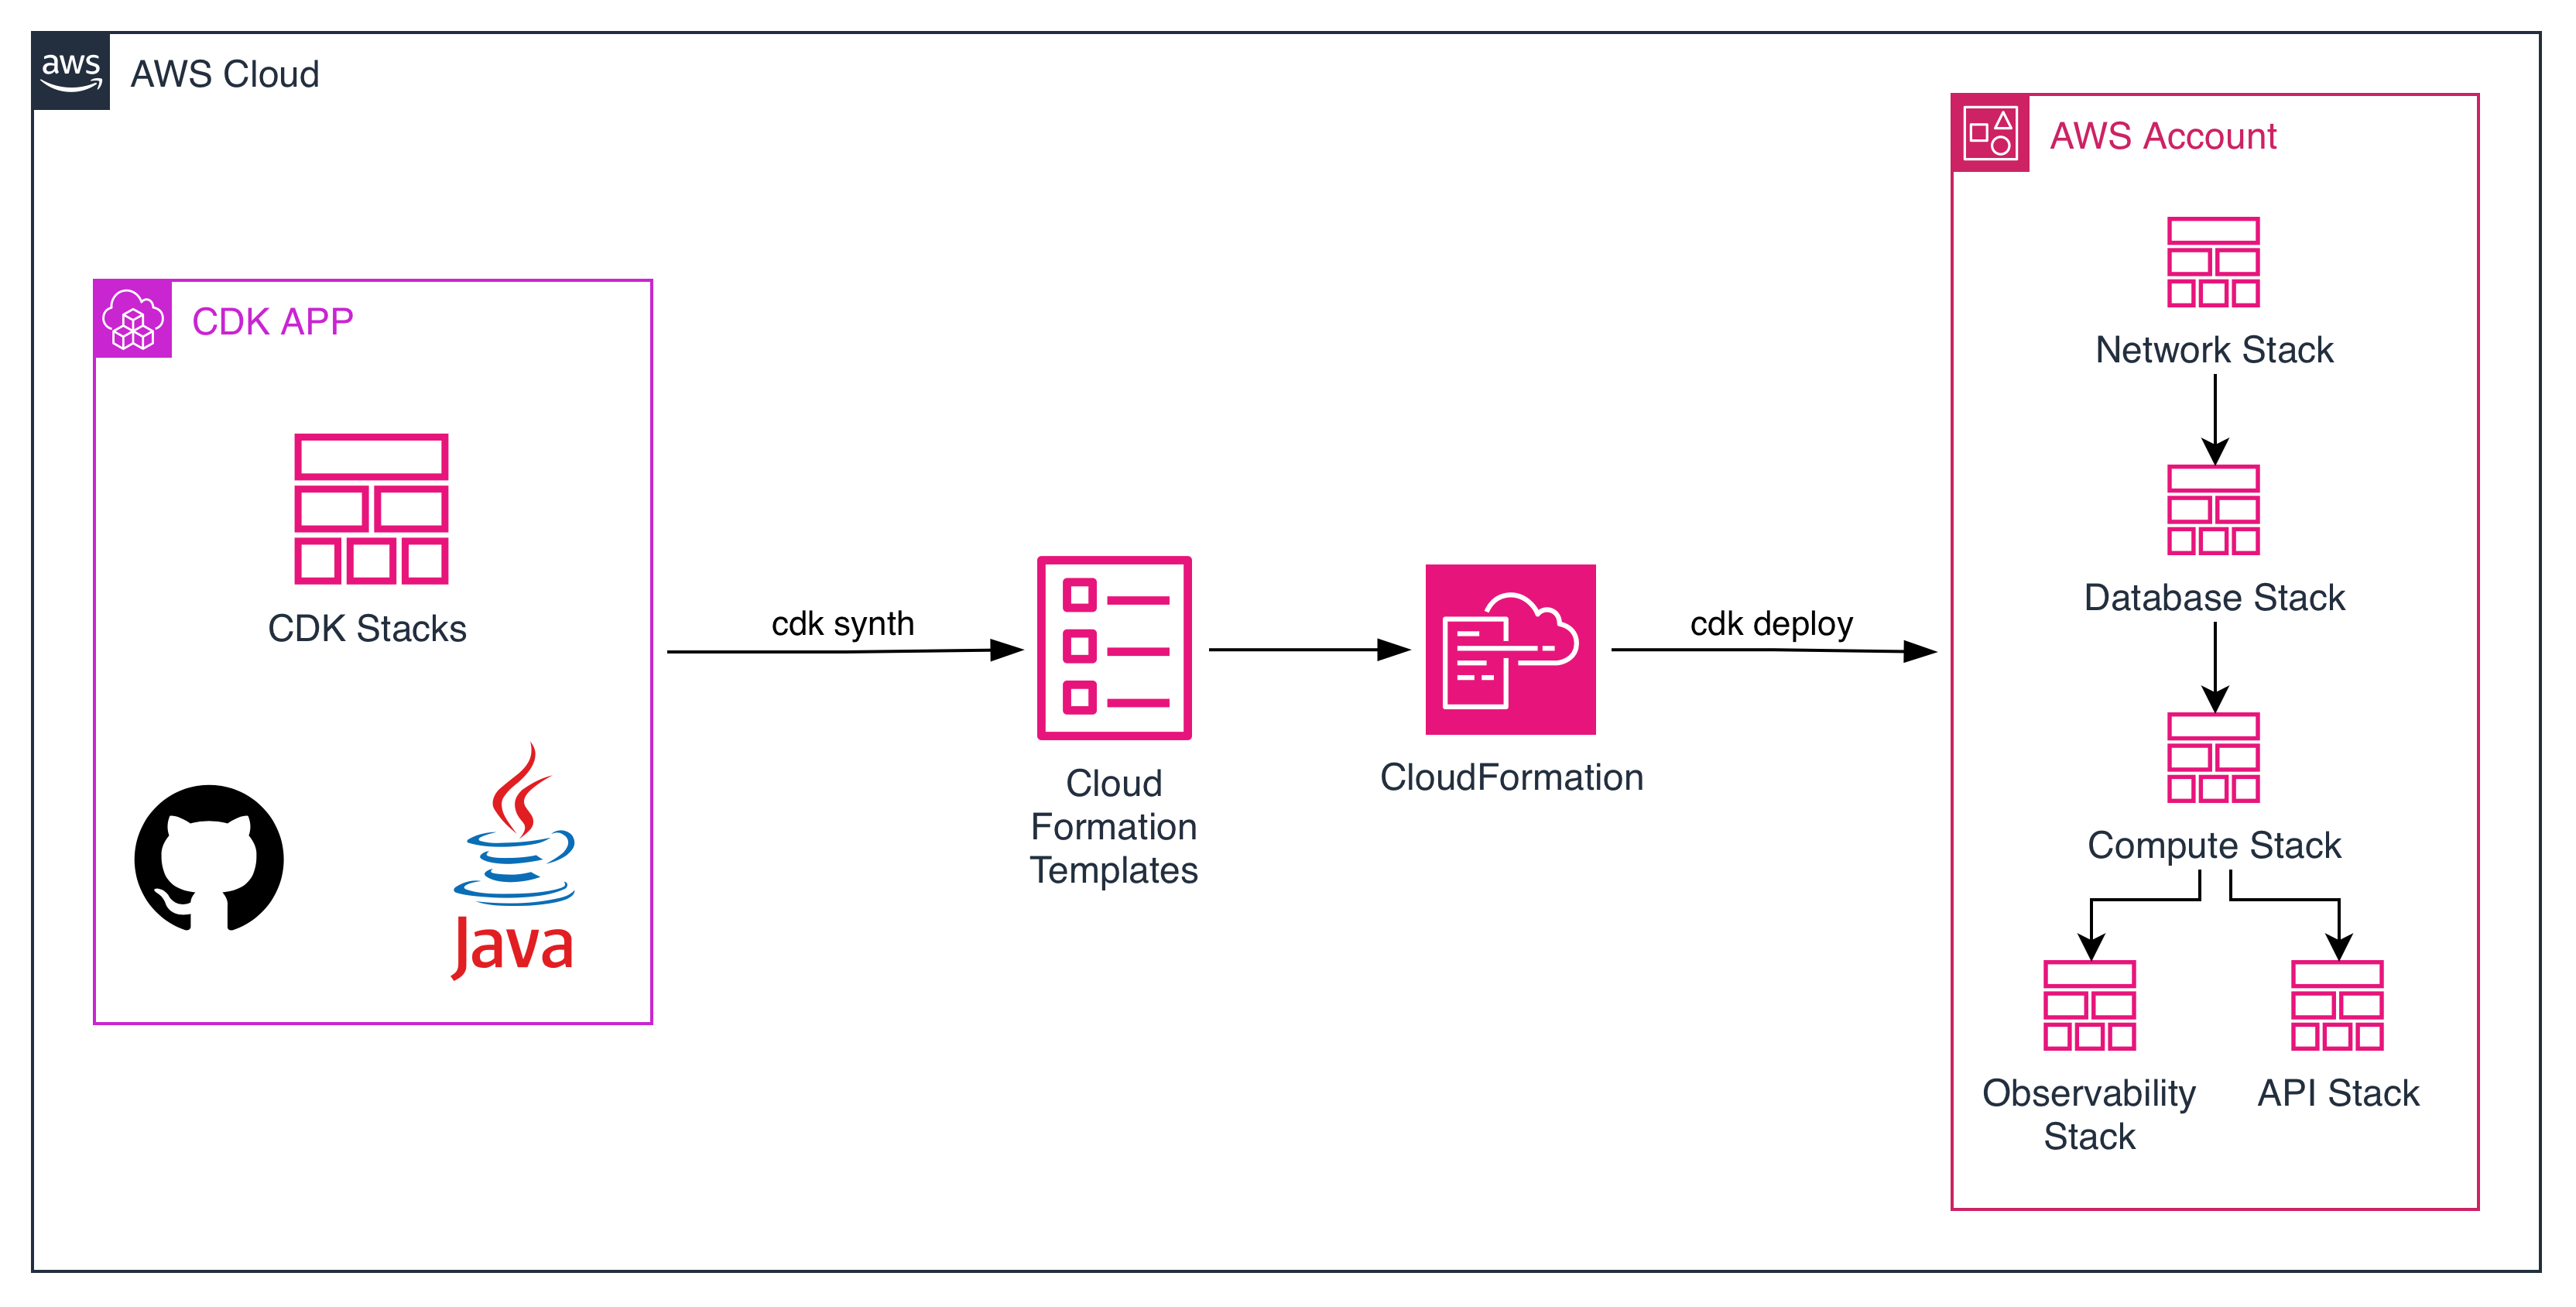 aws
AWS Cloud
AWS Account
Network Stack
CDK APP
CDK Stacks
Java
cdk synth
Cloud
Formation
Templates
CloudFormation
cdk deploy
Database Stack
Compute Stack
Observability
Stack
API Stack